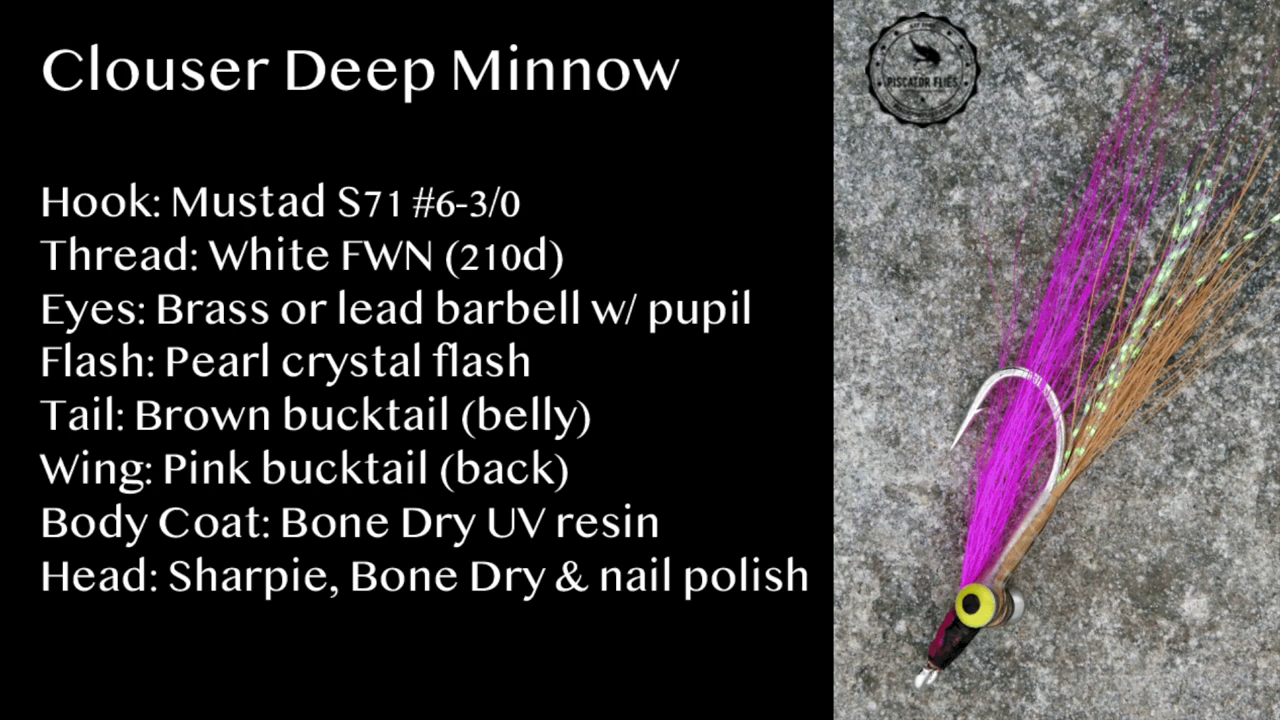 Clouser Deep Minnow
Hook: Mustad S71 #6-3/0
Thread: White FWN (210d)
Eyes: Brass or lead barbell w/ pupil
Flash: Pearl crystal flash
Tail: Brown bucktail (belly)
Wing: Pink bucktail (back)
Body Coat: Bone Dry UV resin
Head: Sharpie, Bone Dry & nail polish
PISCATOR FLIES